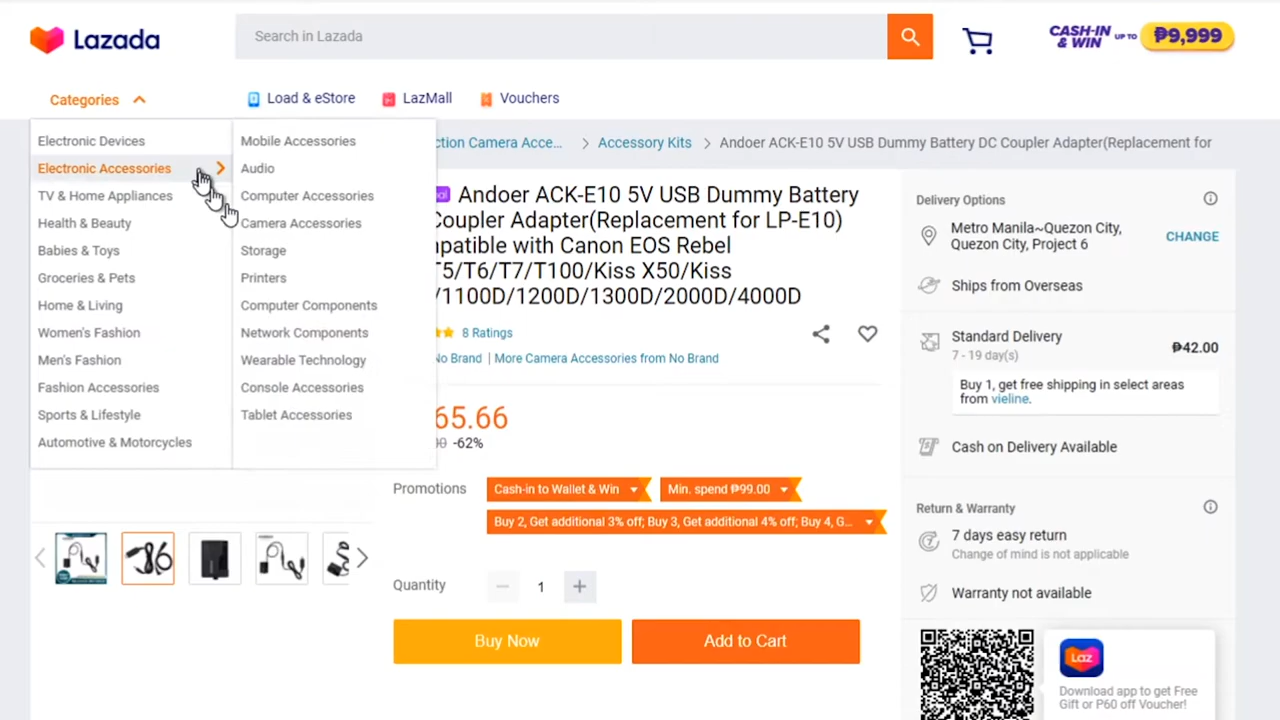 Lazada
Search in Lazada
CASH-IN & WIN UP TO ₱9,999
Categories
Load & eStore
LazMall
Vouchers
Electronic Devices
Electronic Accessories
TV & Home Appliances
Health & Beauty
Babies & Toys
Groceries & Pets
Home & Living
Women's Fashion
Men's Fashion
Fashion Accessories
Sports & Lifestyle
Automotive & Motorcycles
Mobile Accessories
Audio
Computer Accessories
Camera Accessories
Storage
Printers
Computer Components
Network Components
Wearable Technology
Console Accessories
Tablet Accessories
ction Camera Acce... > Accessory Kits > Andoer ACK-E10 5V USB Dummy Battery DC Coupler Adapter(Replacement for
Andoer ACK-E10 5V USB Dummy Battery
Coupler Adapter(Replacement for LP-E10)
patible with Canon EOS Rebel
T5/T6/T7/T100/Kiss X50/Kiss
/1100D/1200D/1300D/2000D/4000D
8 Ratings
No Brand | More Camera Accessories from No Brand
65.66
-62%
Promotions
Cash-in to Wallet & Win
Min. spend ₱99.00
Buy 2, Get additional 3% off; Buy 3, Get additional 4% off; Buy 4, G...
Quantity
1
Buy Now
Add to Cart
Delivery Options
Metro Manila~Quezon City,
Quezon City, Project 6
CHANGE
Ships from Overseas
Standard Delivery
7 - 19 day(s)
₱42.00
Buy 1, get free shipping in select areas
from vieline.
Cash on Delivery Available
Return & Warranty
7 days easy return
Change of mind is not applicable
Warranty not available
Laz
Download app to get Free
Gift or P60 off Voucher!